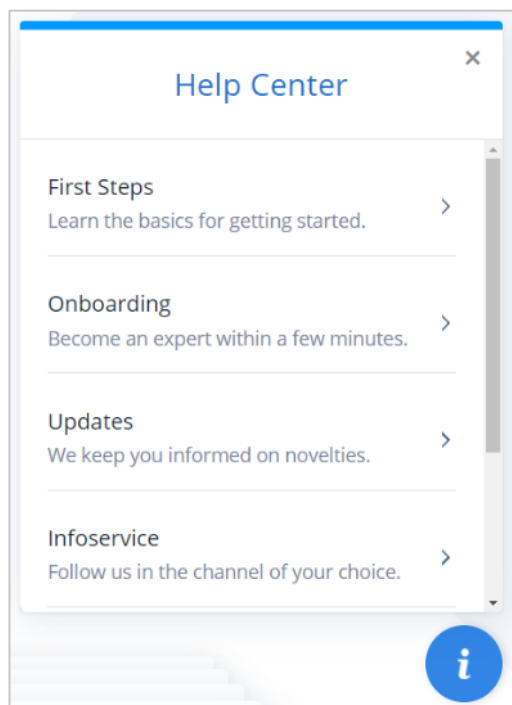 Help Center
First Steps
Learn the basics for getting started.
Onboarding
Become an expert within a few minutes.
Updates
We keep you informed on novelties.
Infoservice
Follow us in the channel of your choice.
i